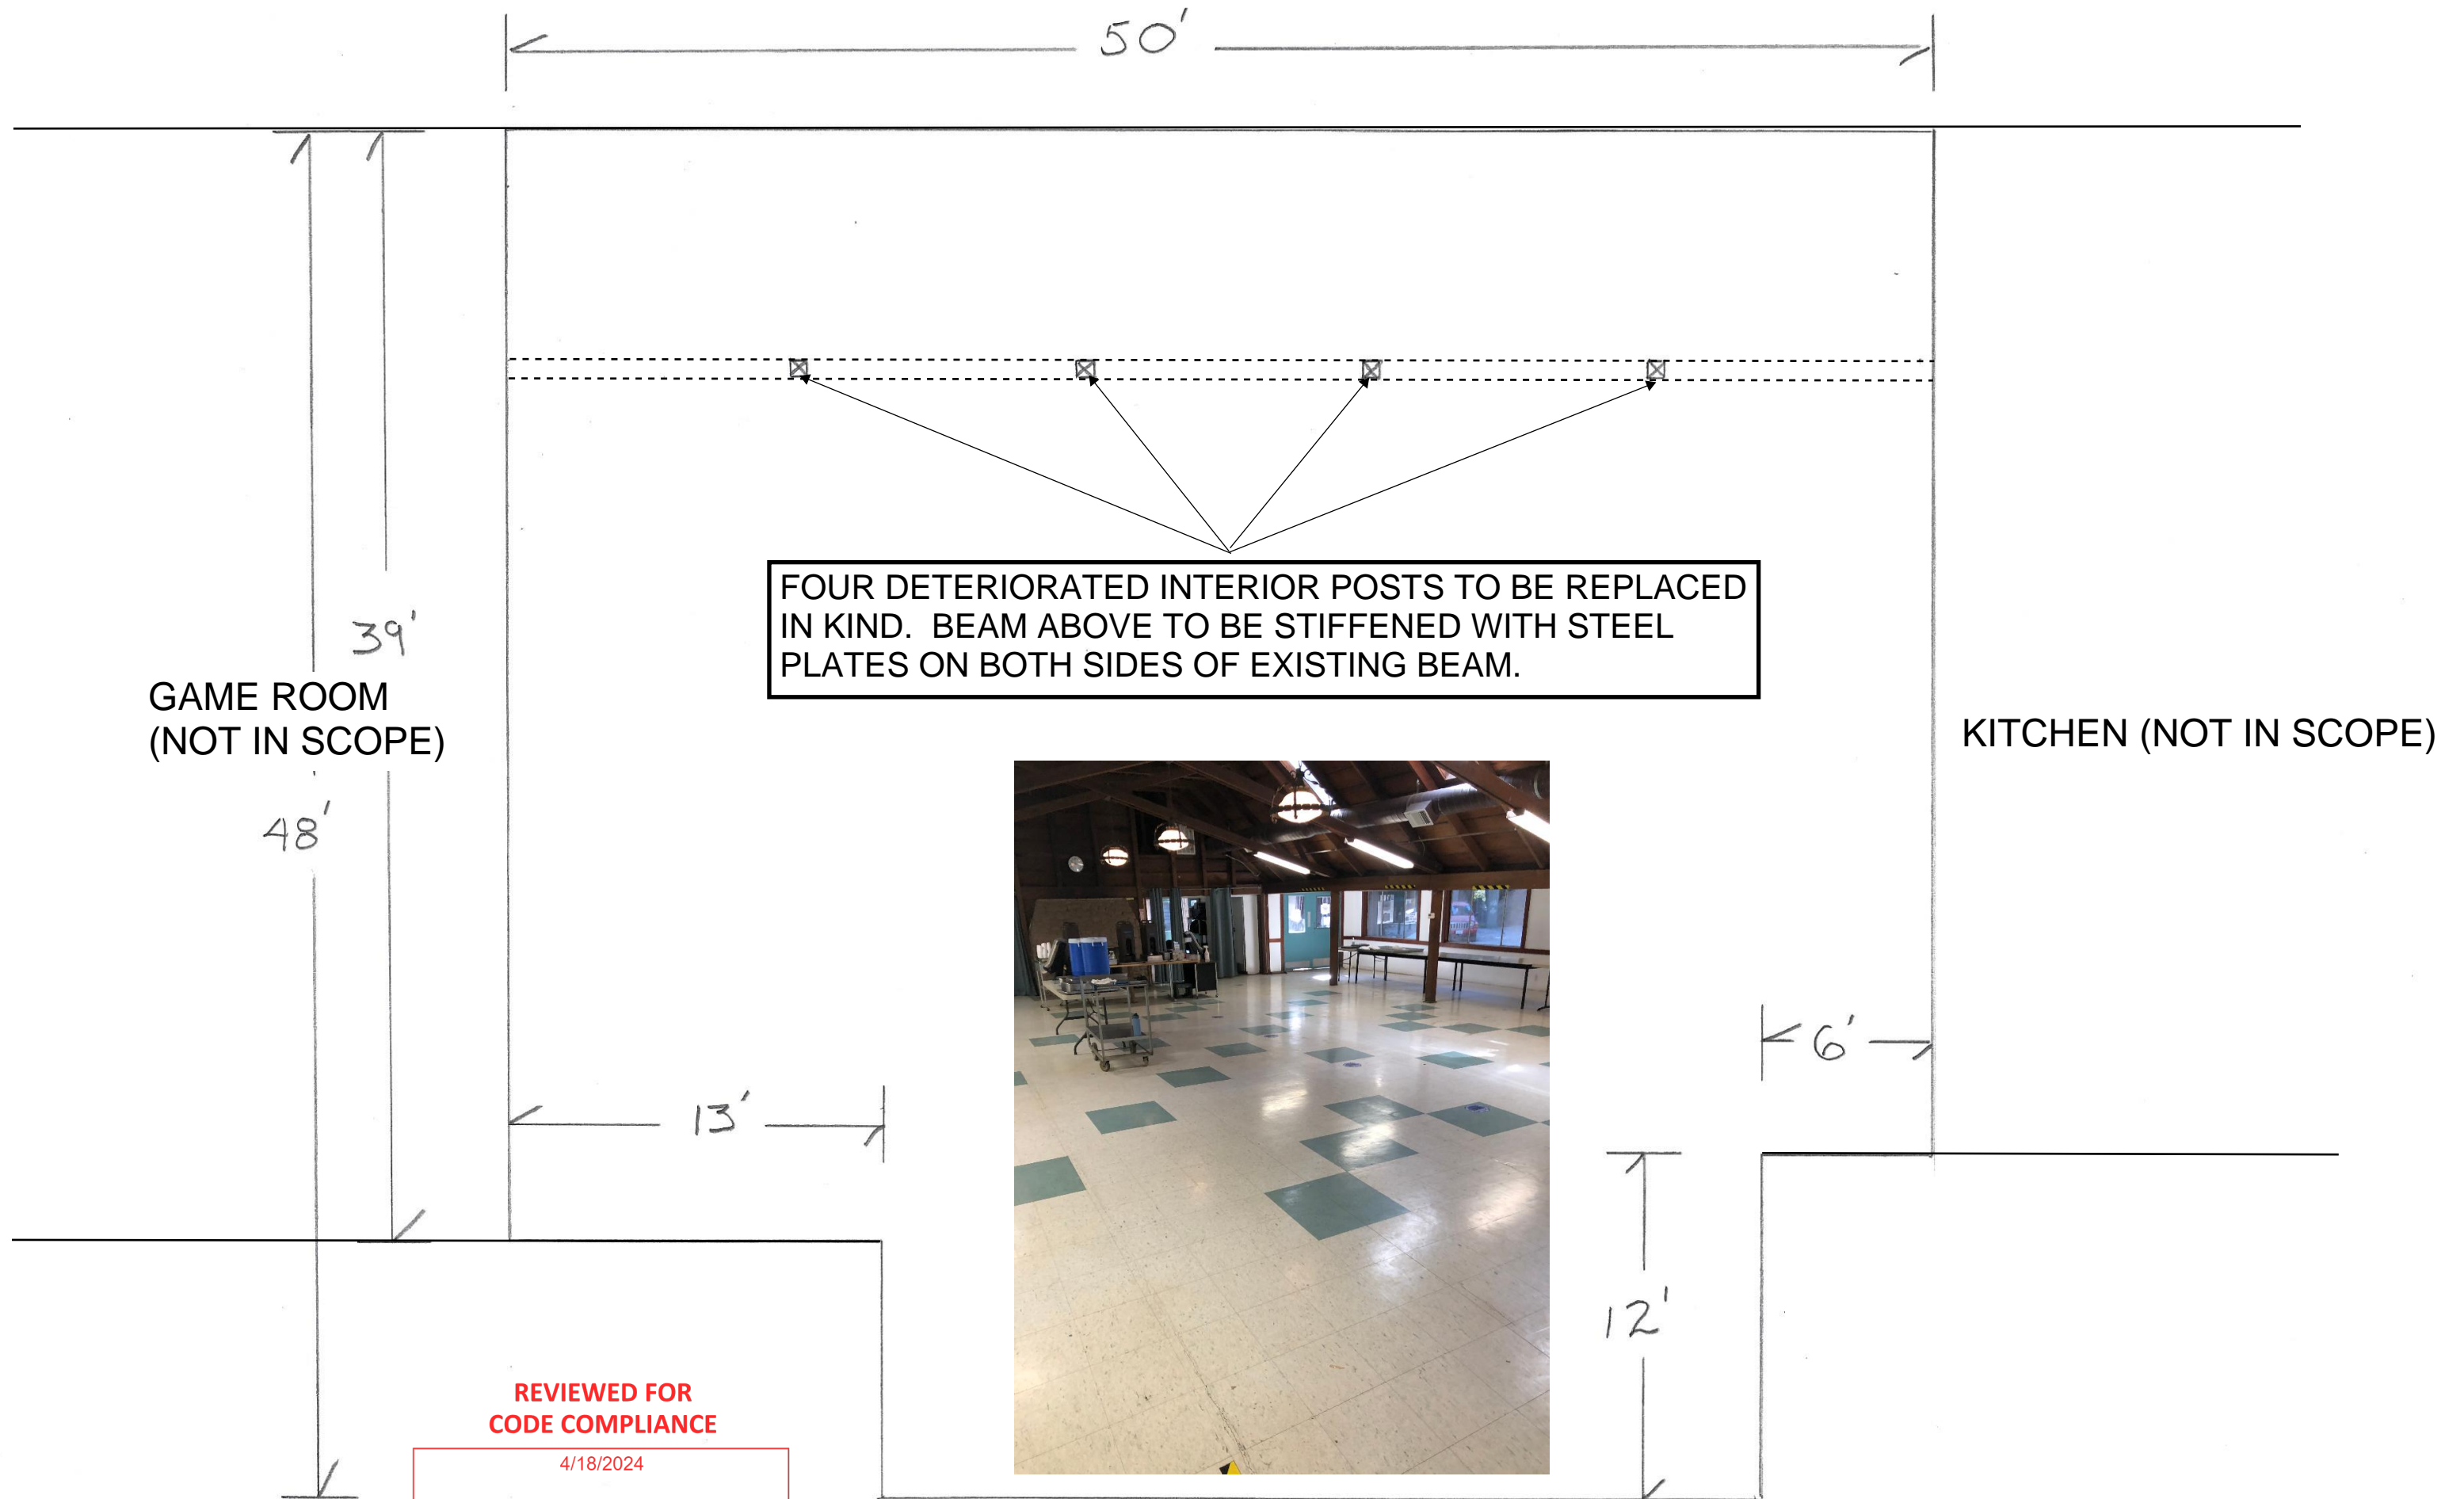 50'
FOUR DETERIORATED INTERIOR POSTS TO BE REPLACED
IN KIND. BEAM ABOVE TO BE STIFFENED WITH STEEL
PLATES ON BOTH SIDES OF EXISTING BEAM.
39'
GAME ROOM
(NOT IN SCOPE)
KITCHEN (NOT IN SCOPE)
48'
6'
13'
12'
REVIEWED FOR
CODE COMPLIANCE
4/18/2024